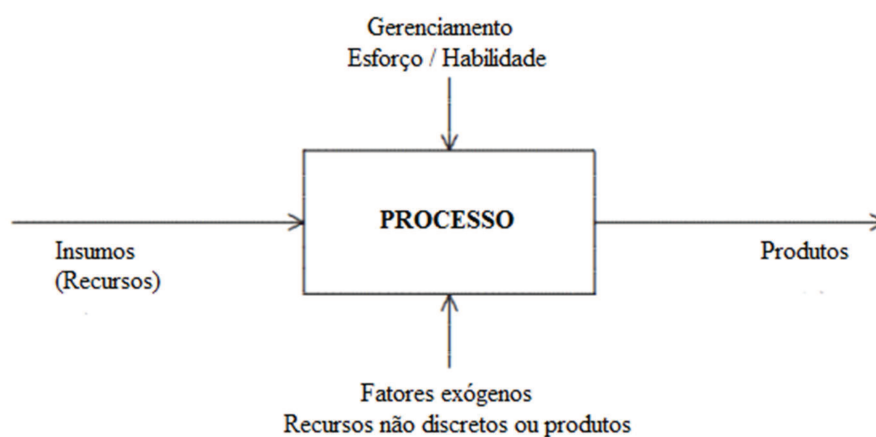 Gerenciamento
Esforço / Habilidade
PROCESSO
Insumos
(Recursos)
Produtos
Fatores exógenos
Recursos não discretos ou produtos